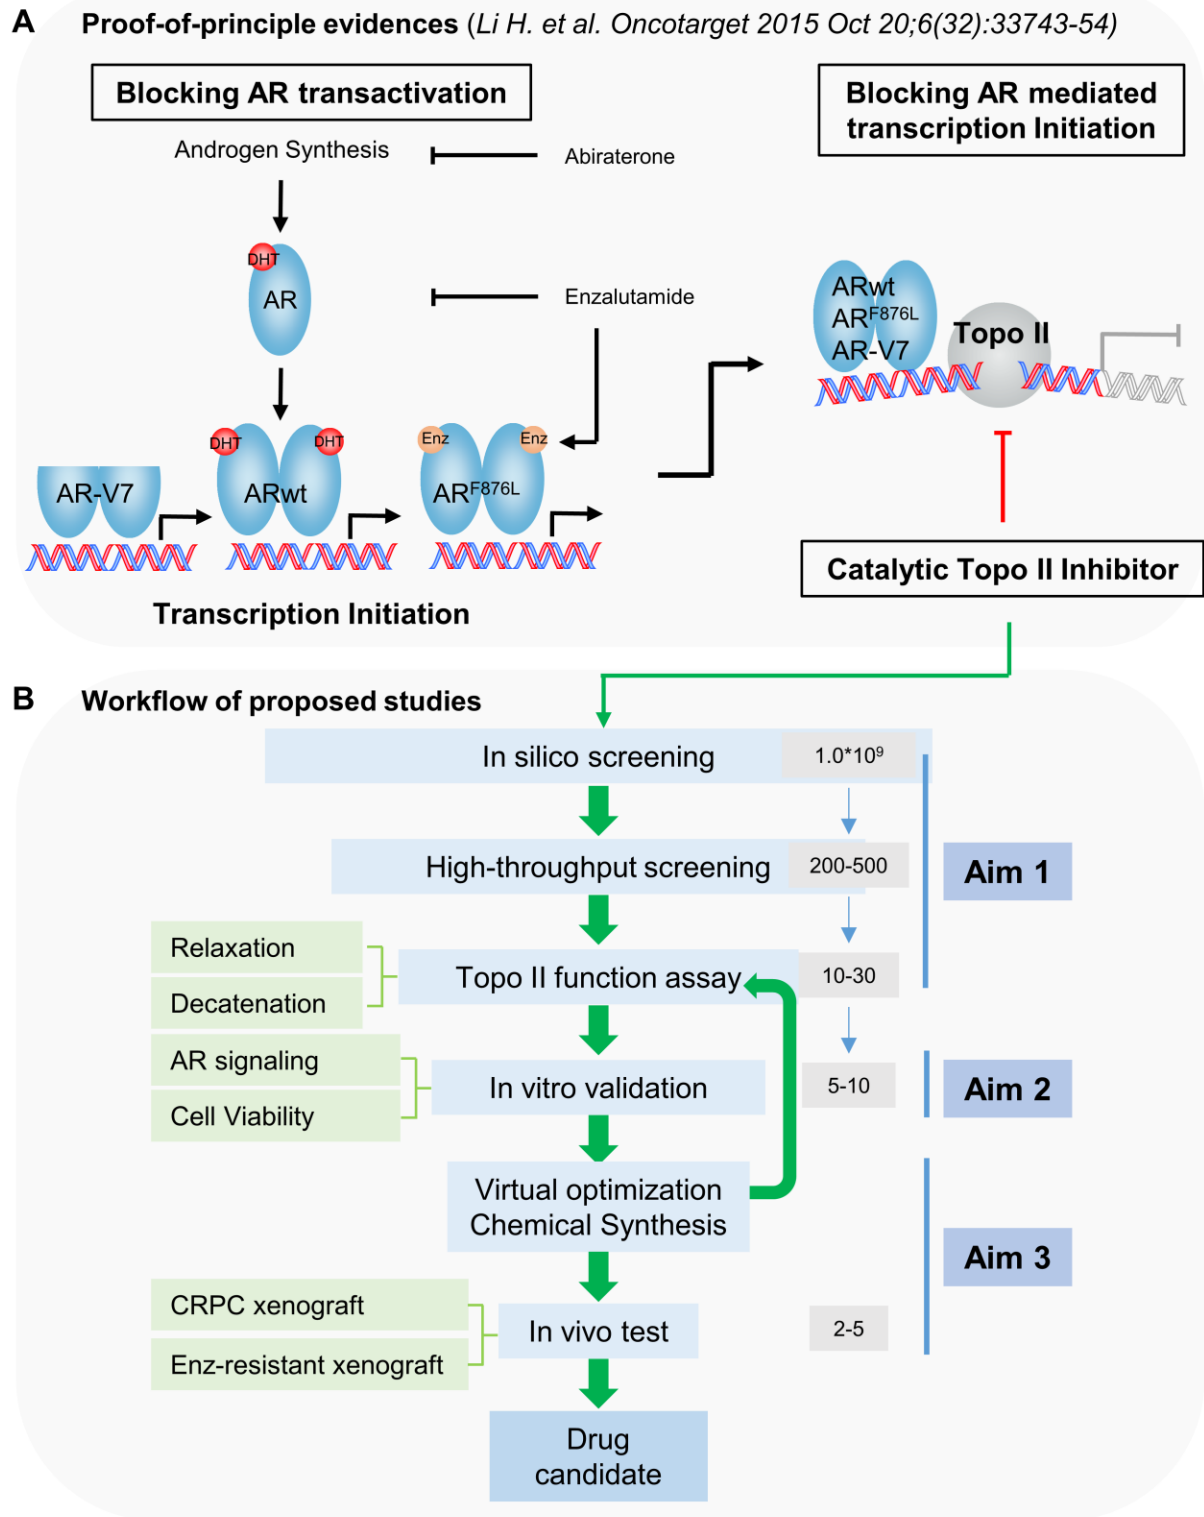 A Proof-of-principle evidences (Li H. et al. Oncotarget 2015 Oct 20;6(32):33743-54)
Blocking AR transactivation
Blocking AR mediated
transcription Initiation
Androgen Synthesis
Abiraterone
DHT
AR
Enzalutamide
ARwt
AR^F876L
AR-V7
Topo II
DHT
DHT
Enz
Enz
AR-V7
ARwt
AR^F876L
Transcription Initiation
Catalytic Topo II Inhibitor
B Workflow of proposed studies
In silico screening
1.0*10⁹
High-throughput screening
200-500
Aim 1
Relaxation
Decatenation
Topo II function assay
10-30
AR signaling
Cell Viability
In vitro validation
5-10
Aim 2
Virtual optimization
Chemical Synthesis
Aim 3
CRPC xenograft
Enz-resistant xenograft
In vivo test
2-5
Drug
candidate